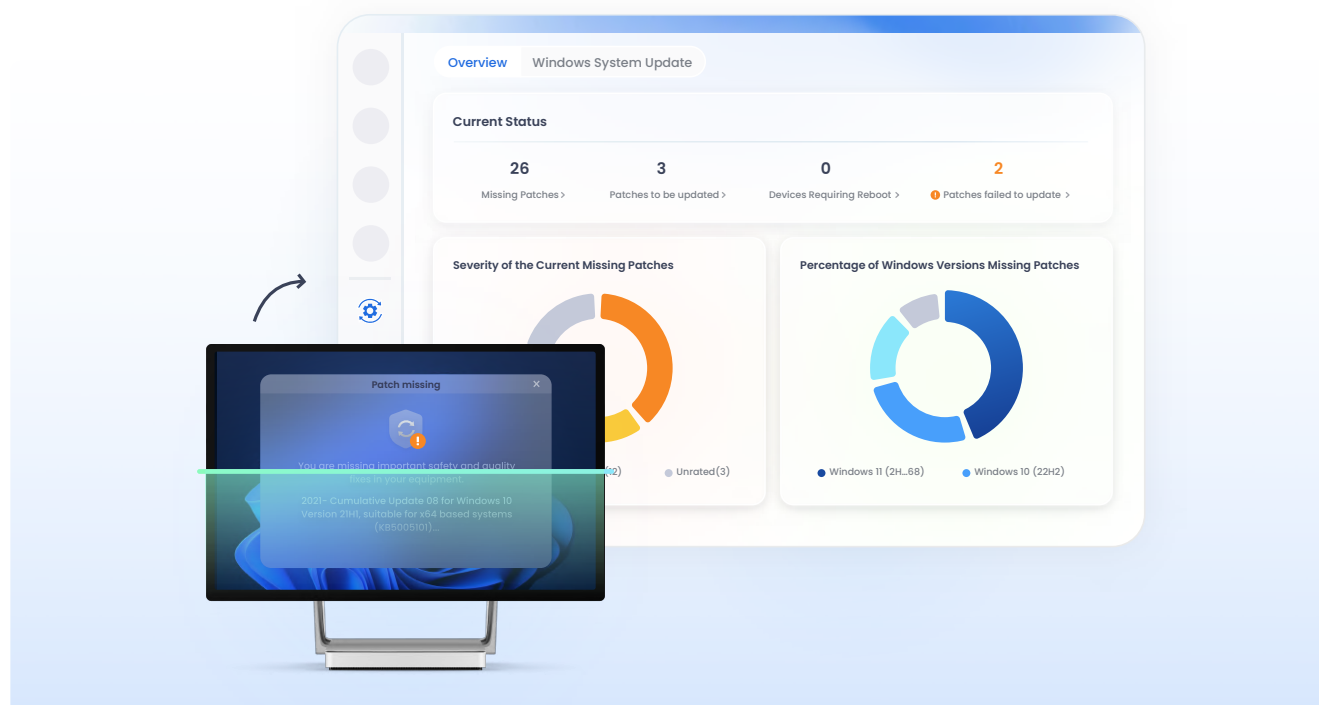 Overview
Windows System Update
Current Status
26
3
0
2
Missing Patches
Patches to be updated
Devices Requiring Reboot
Patches failed to update
Severity of the Current Missing Patches
Percentage of Windows Versions Missing Patches
Patch missing
You are missing important safety and quality
fixes in your equipment.
2021- Cumulative Update 08 for Windows 10
Version 21H1, suitable for x64 based systems
(KB5005101)...
Unrated(3)
Windows 11 (2H...68)
Windows 10 (22H2)